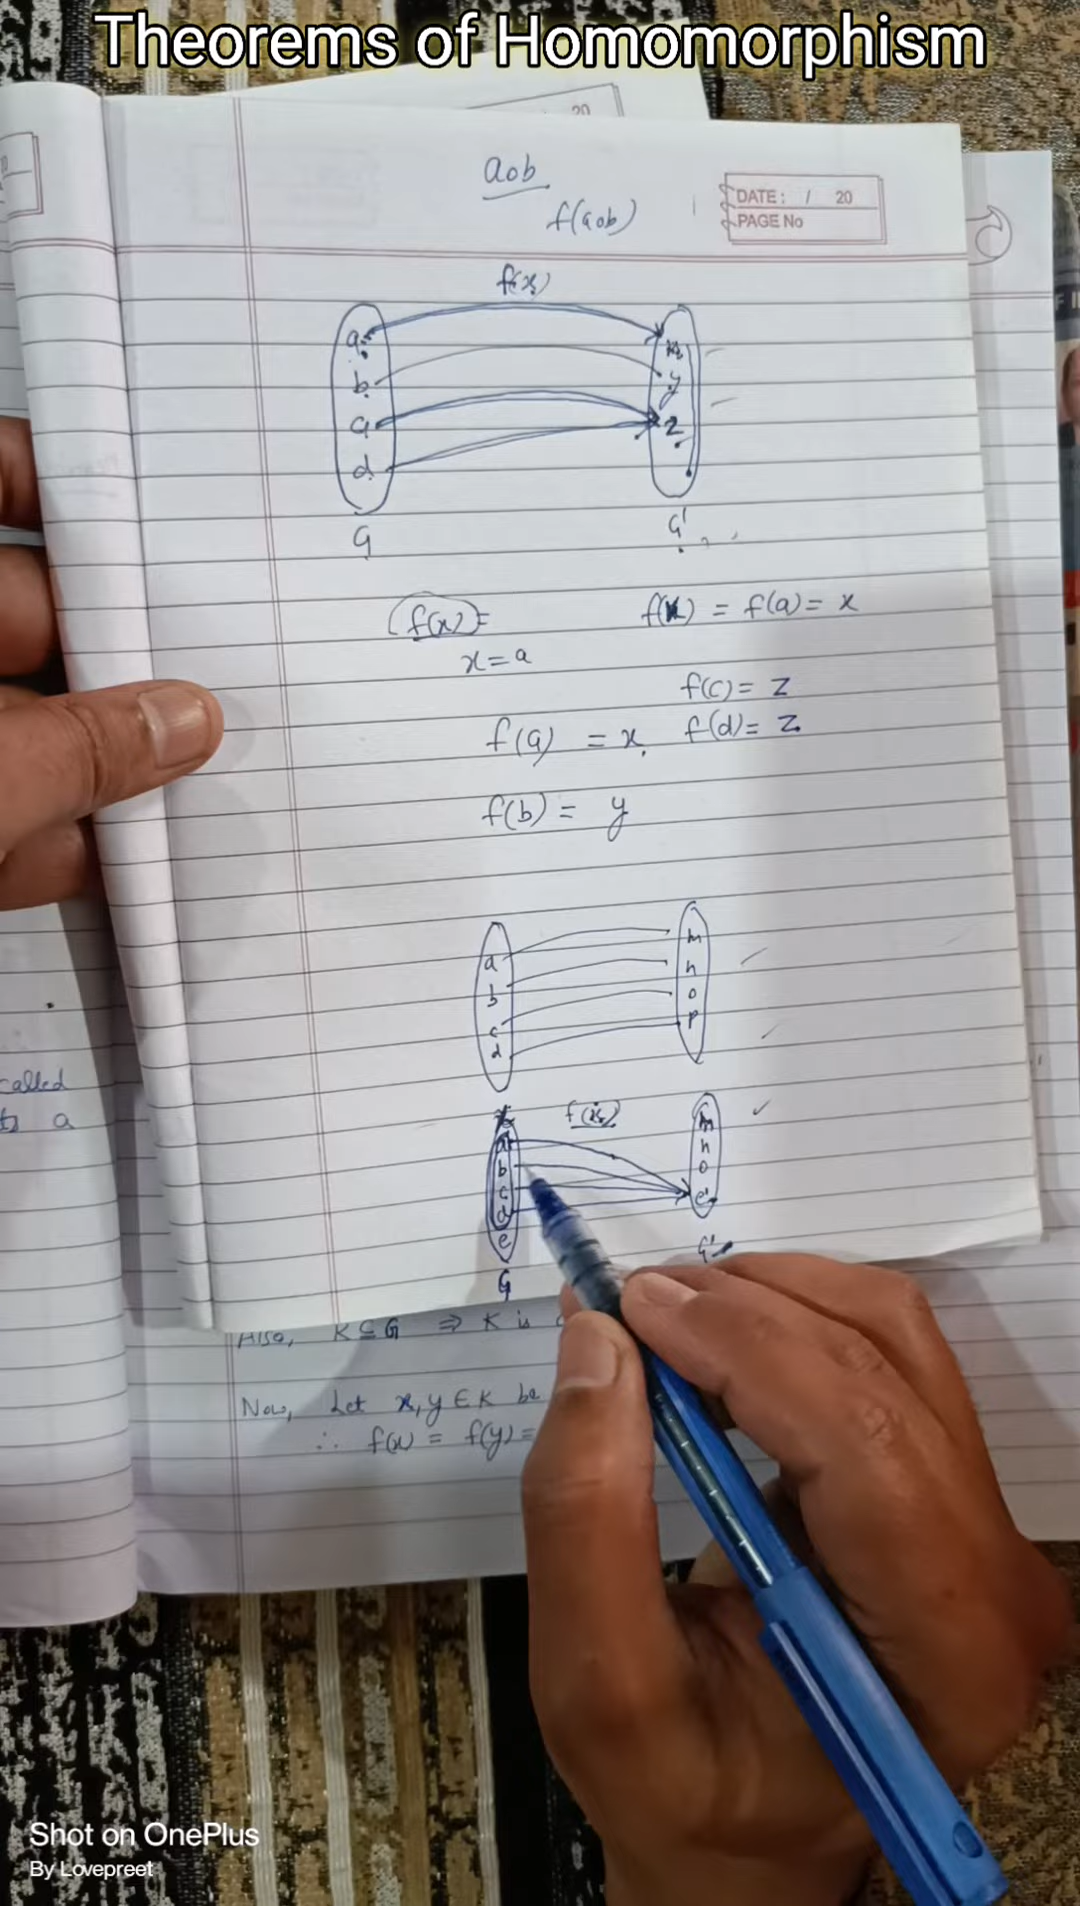 Theorems of Homomorphism
20
aob
f(aob)
DATE: / 20
PAGE No
f(x)
a x
b y
c z
d
G G'
f(x)=
x=a
f(x) = f(a) = x
f(c) = z
f(a) = x, f(d) = z
f(b) = y
a m
b n
c o
d p
f(x)
a m
b n
c o
d e'
e
G G'
called
a
Also, K ⊆ G ⇒ K is
Now, Let x, y ∈ K be
∴ f(x) = f(y) =
Shot on OnePlus
By Lovepreet